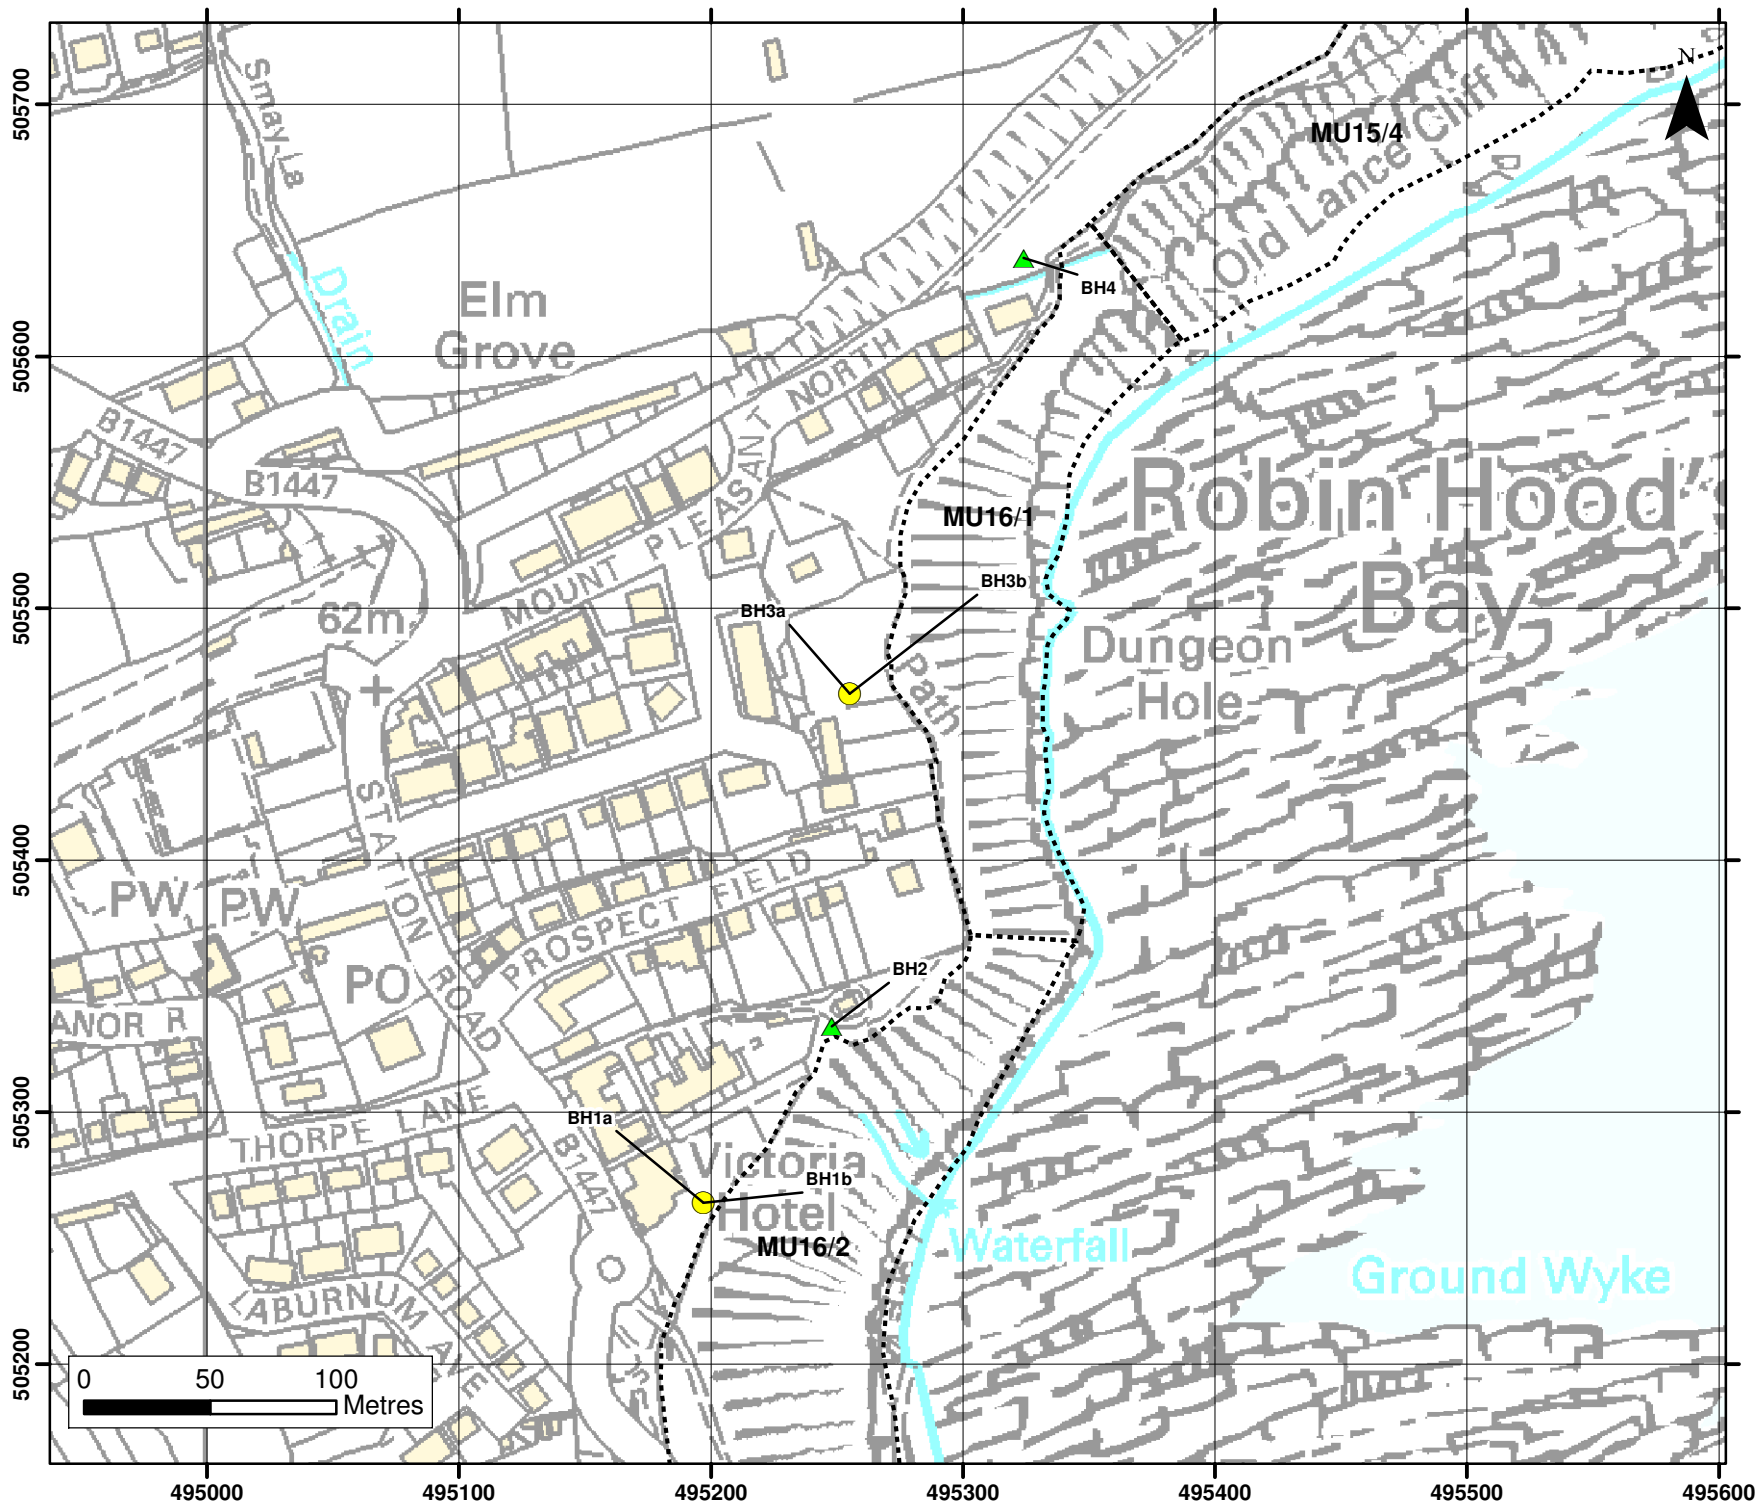 N
505700
505600
505500
505400
505300
505200
Smay La
MU15/4
Old Lance Cliff
Drain
Elm
Grove
BH4
B1447
B1447
MOUNT PLEASANT NORTH
MU16/1
Robin Hood's
Bay
62m
BH3a
BH3b
Path
Dungeon
Hole
STATION ROAD
PW
PW
PROSPECT FIELD
PO
BH2
ANOR R
THORPE LANE
BH1a
B1447
Victoria
Hotel
BH1b
MU16/2
Waterfall
Ground Wyke
LABURNUM AVE
0 50 100
Metres
495000 495100 495200 495300 495400 495500 495600